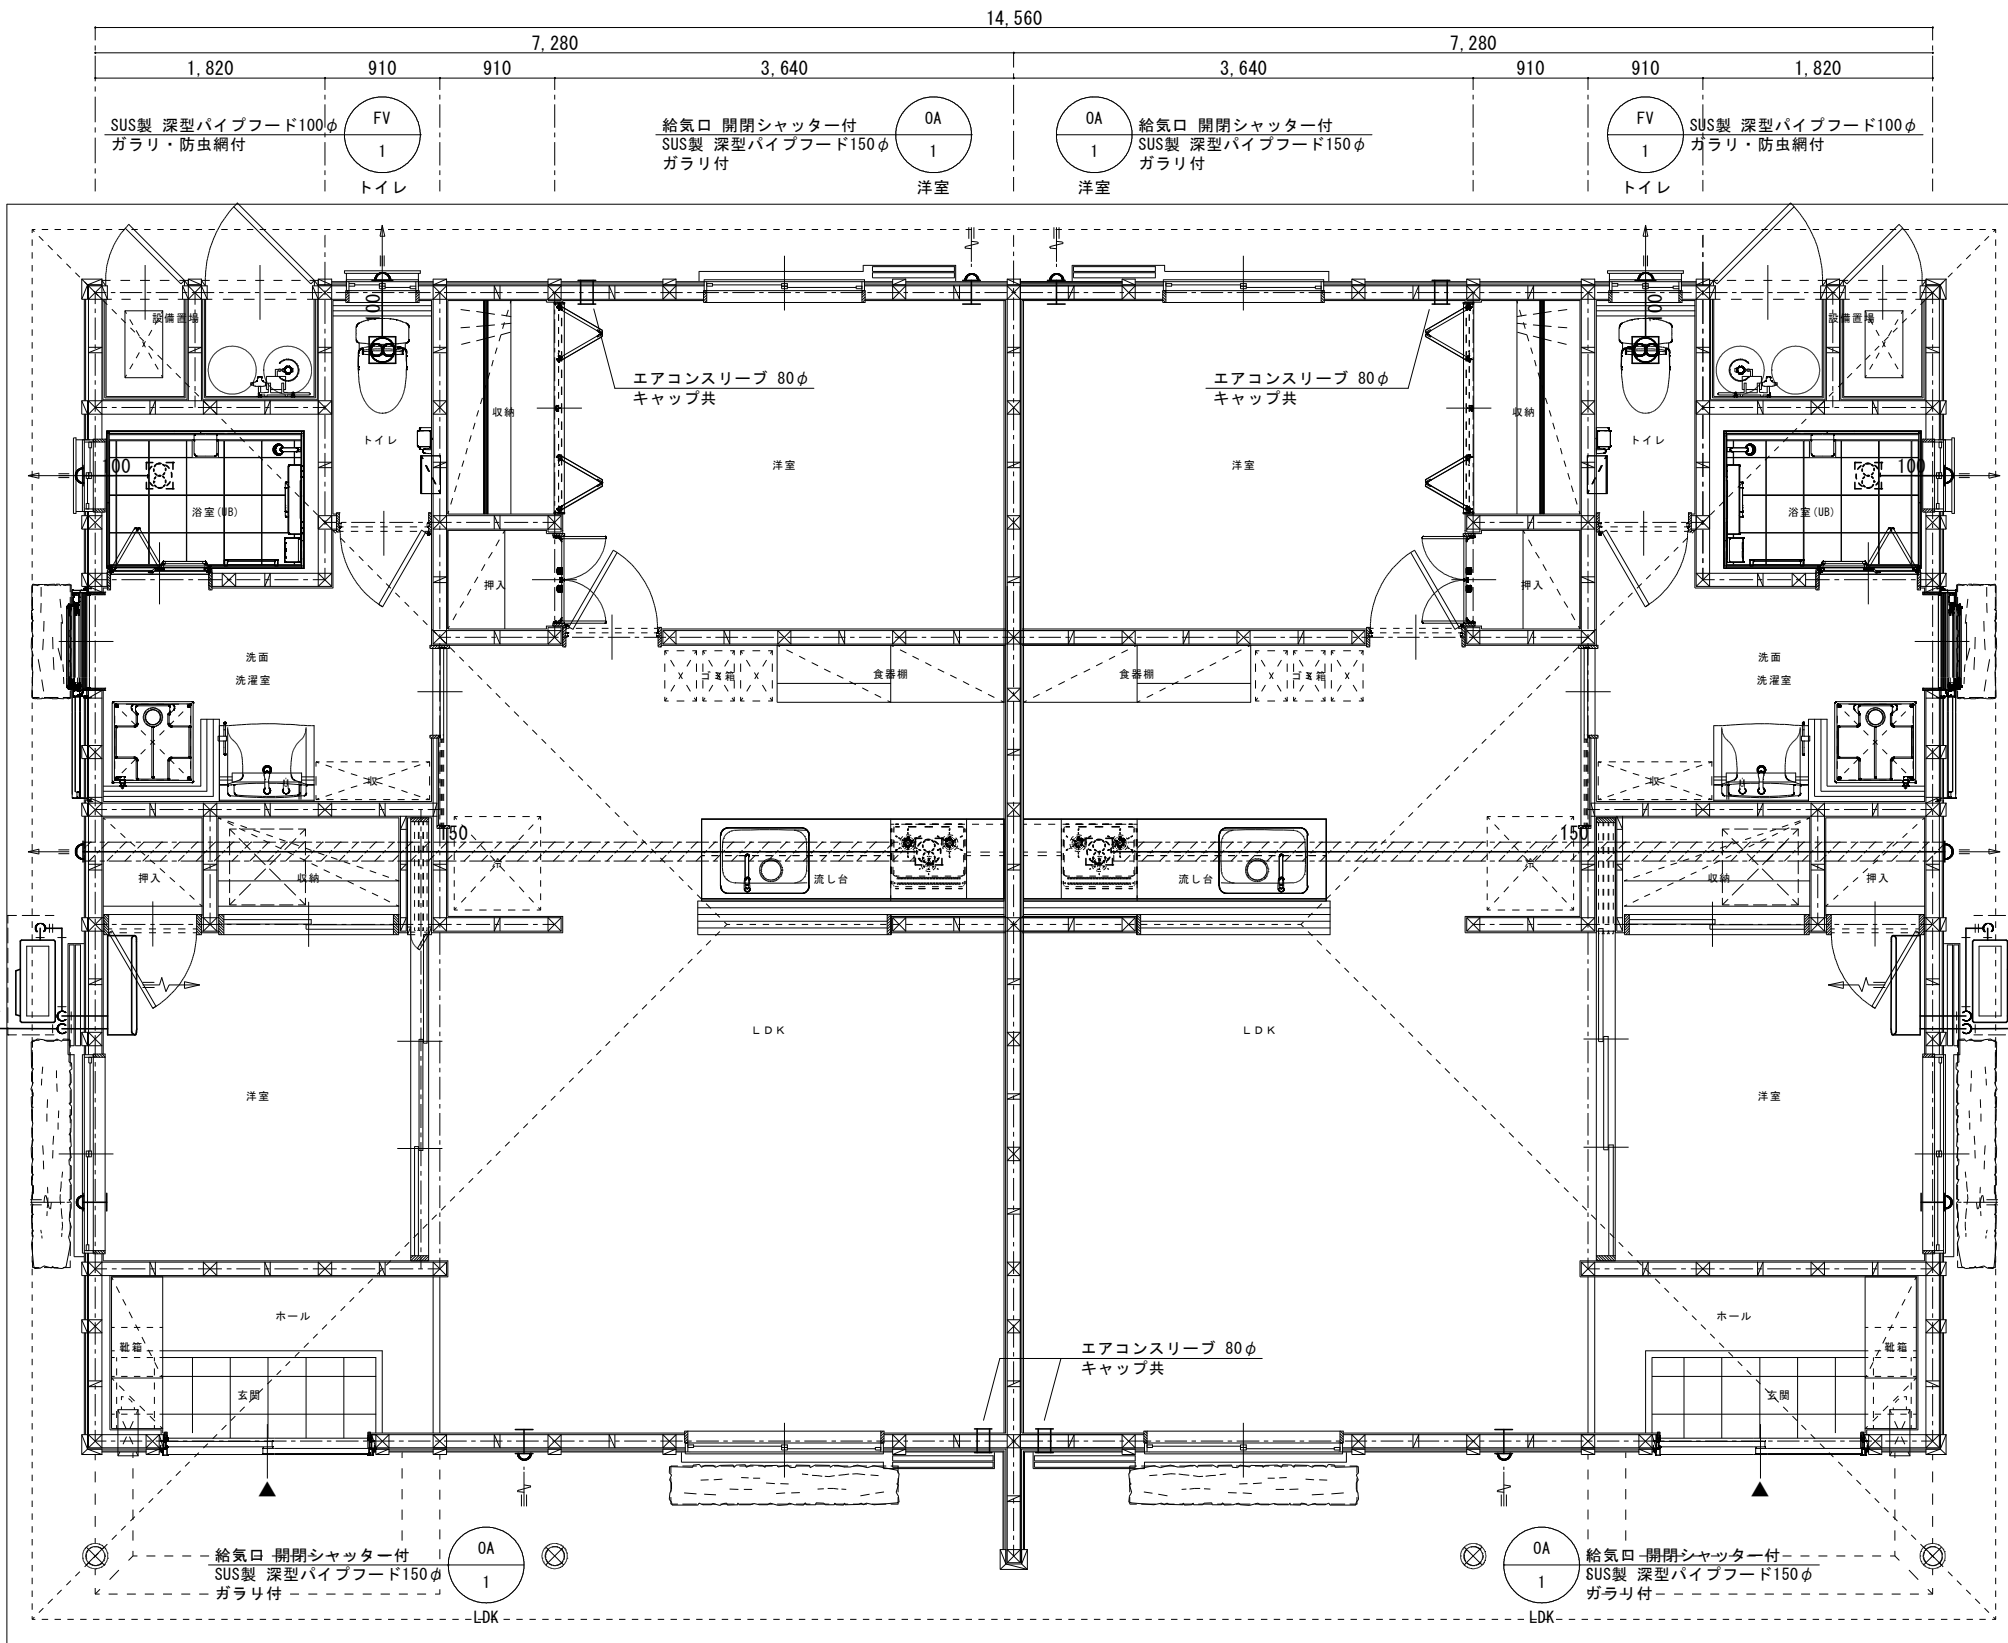 14,560
7,280 7,280
1,820 910 910 3,640 3,640 910 910 1,820
SUS製 深型パイプフード100φ
ガラリ・防虫網付
FV
1
トイレ
給気口 開閉シャッター付
SUS製 深型パイプフード150φ
ガラリ付
OA
1
洋室
OA
1
洋室
給気口 開閉シャッター付
SUS製 深型パイプフード150φ
ガラリ付
FV
1
トイレ
SUS製 深型パイプフード100φ
ガラリ・防虫網付
設備置場 100 100 設備置場
エアコンスリーブ 80φ
キャップ共
エアコンスリーブ 80φ
キャップ共
収納 収納
トイレ トイレ
洋室 洋室
100 100
浴室(UB) 浴室(UB)
押入 押入
洗面
洗濯室
洗面
洗濯室
ゴミ箱 食器棚 食器棚 ゴミ箱
収 収
150 150
押入 収納 流し台 流し台 収納 押入
LDK LDK
洋室 洋室
ホール ホール
靴箱 靴箱
エアコンスリーブ 80φ
キャップ共
玄関 玄関
給気口 開閉シャッター付
SUS製 深型パイプフード150φ
ガラリ付
OA
1
LDK
OA
1
LDK
給気口 開閉シャッター付
SUS製 深型パイプフード150φ
ガラリ付